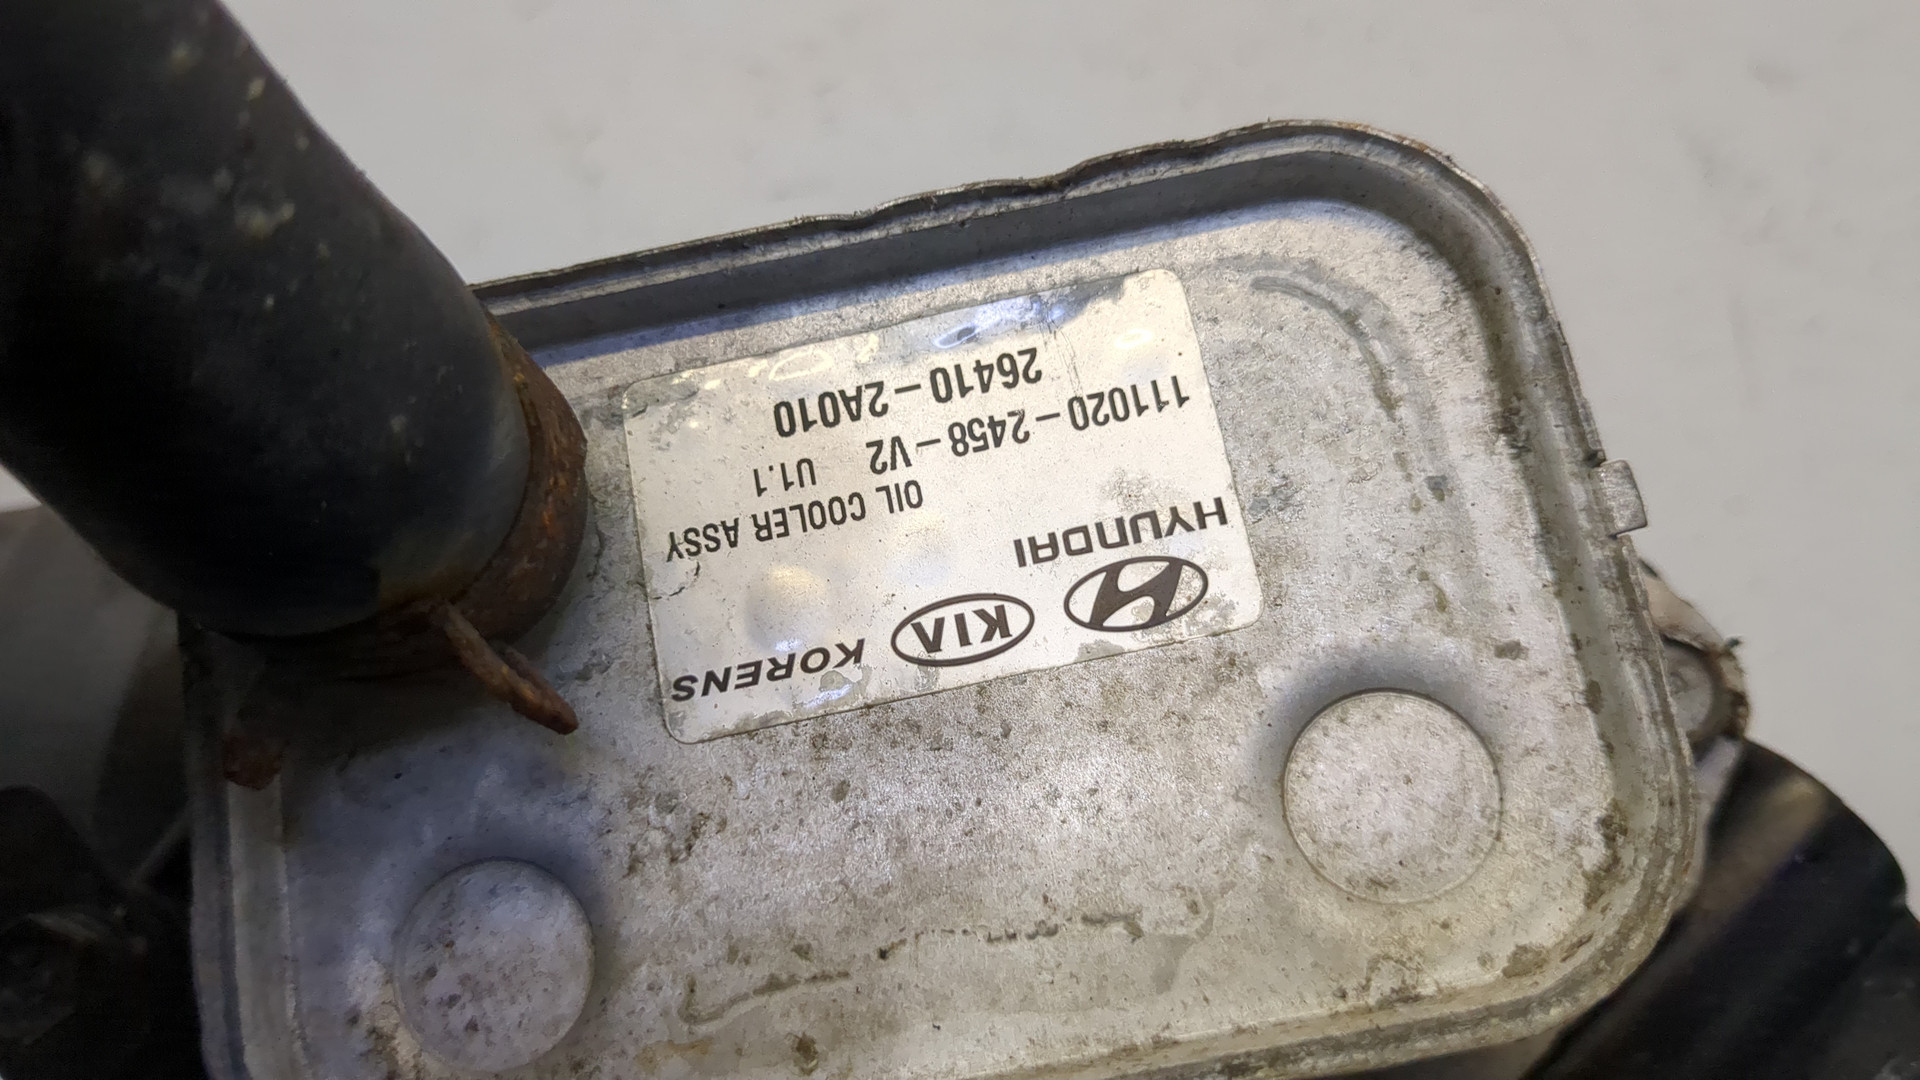 KORENS KIA HYUNDAI
OIL COOLER ASSY
U1.1
111020-2458-V2
26410-2A010